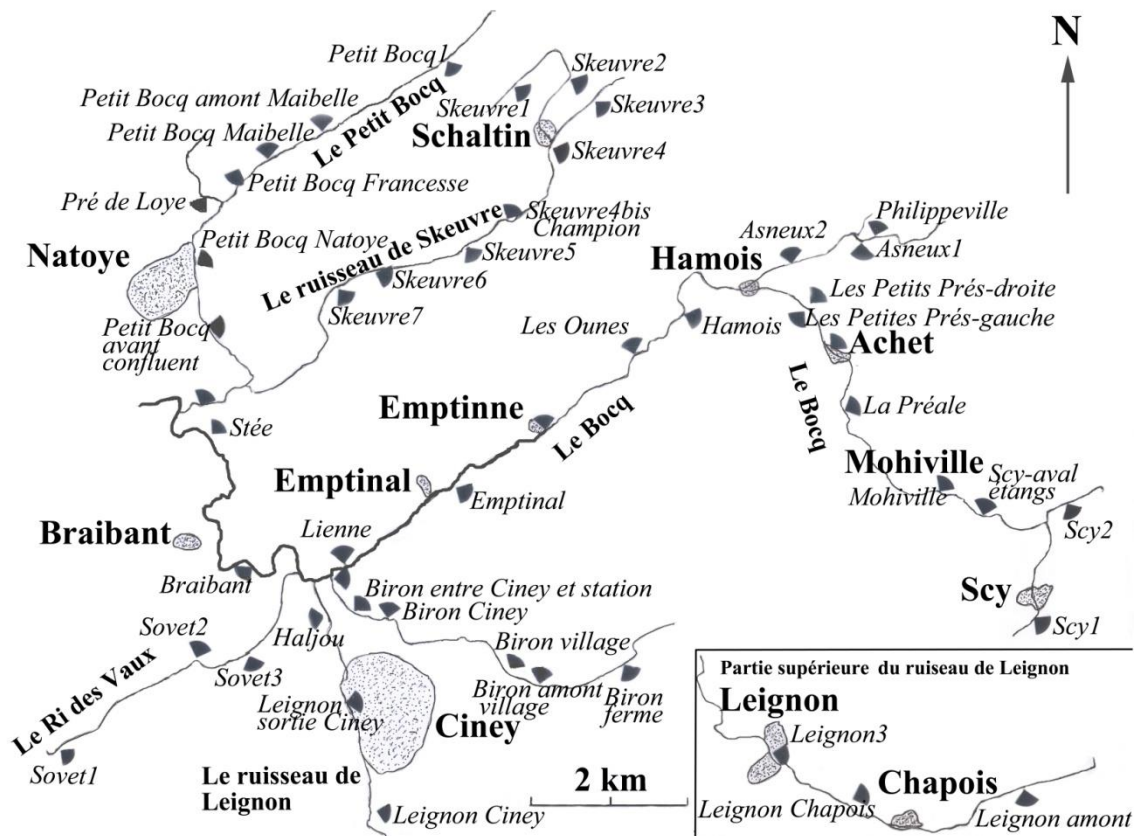 N
Petit Bocq1
Petit Bocq amont Maibelle
Petit Bocq Maibelle
Le Petit Bocq
Petit Bocq Francesse
Pré de Loye
Petit Bocq Natoye
Natoye
Petit Bocq
avant
confluent
Skeuvre2
Skeuvre1
Skeuvre3
Schaltin
Skeuvre4
Skeuvre4bis
Champion
Skeuvre5
Le ruisseau de Skeuvre
Skeuvre6
Skeuvre7
Philippeville
Asneux2
Asneux1
Hamois
Les Petits Prés-droite
Les Petites Prés-gauche
Hamois
Les Ounes
Achet
Le Bocq
La Préale
Emptinne
Le Bocq
Mohiville
Mohiville
Scy-aval
étangs
Scy2
Scy
Scy1
Stée
Emptinal
Emptinal
Braibant
Lienne
Braibant
Biron entre Ciney et station
Biron Ciney
Haljou
Biron village
Biron amont
village
Biron
ferme
Sovet2
Sovet3
Le Ri des Vaux
Sovet1
Leignon
sortie Ciney
Ciney
Le ruisseau de
Leignon
2 km
Leignon Ciney
Partie supérieure du ruiseau de Leignon
Leignon
Leignon3
Chapois
Leignon Chapois
Leignon amont